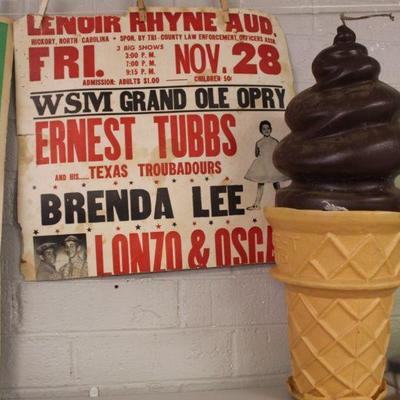 LENOIR RHYNE AUD.
HICKORY, NORTH CAROLINA • SPON. BY TRI-COUNTY LAW ENFORCEMENT OFFICERS ASSN.
FRI. NOV. 28
3 BIG SHOWS
3:00 P. M.
7:00 P. M.
9:15 P. M.
ADMISSION: ADULTS $1.00 CHILDREN 50¢
WSM GRAND OLE OPRY
ERNEST TUBBS
AND HIS.....TEXAS TROUBADOURS
BRENDA LEE
LONZO & OSCA